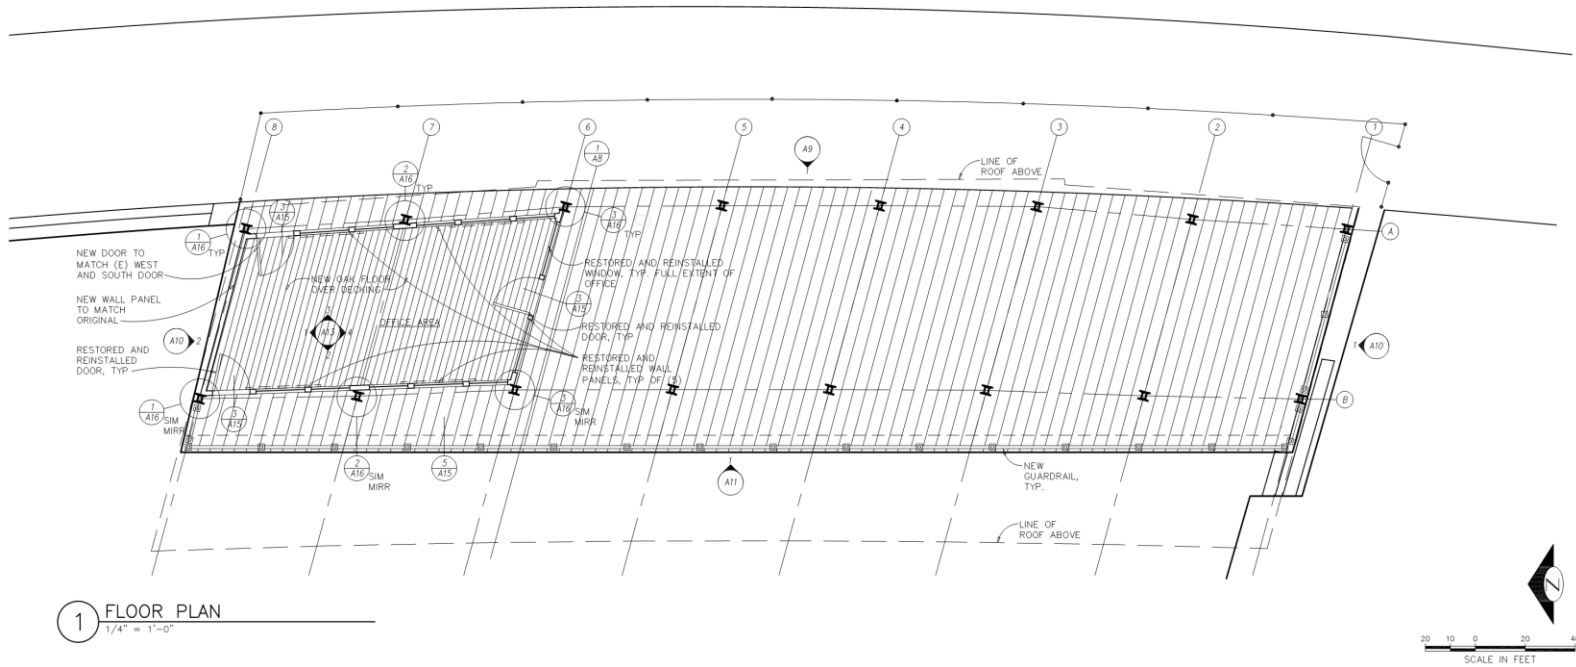 8
7
6
5
4
3
2
1
1
A8
A9
LINE OF
ROOF ABOVE
2
A16
TYP
3
A15
3
A16
TYP
A
1
A16
TYP
NEW DOOR TO
MATCH (E) WEST
AND SOUTH DOOR
RESTORED AND REINSTALLED
WINDOW, TYP. FULL EXTENT OF
OFFICE
NEW OAK FLOOR
OVER DECKING
NEW WALL PANEL
TO MATCH
ORIGINAL
3
A15
3
1
A13
4
2
OFFICE AREA
RESTORED AND REINSTALLED
DOOR, TYP
A10
2
1
A10
RESTORED AND
REINSTALLED
DOOR, TYP
RESTORED AND
REINSTALLED WALL
PANELS, TYP OF (5)
B
1
A16
SIM
MIRR
3
A15
3
A16
SIM
MIRR
2
A16
SIM
MIRR
5
A15
1
A11
NEW
GUARDRAIL,
TYP.
LINE OF
ROOF ABOVE
1
FLOOR PLAN
1/4" = 1'-0"
N
20 10 0 20 40
SCALE IN FEET